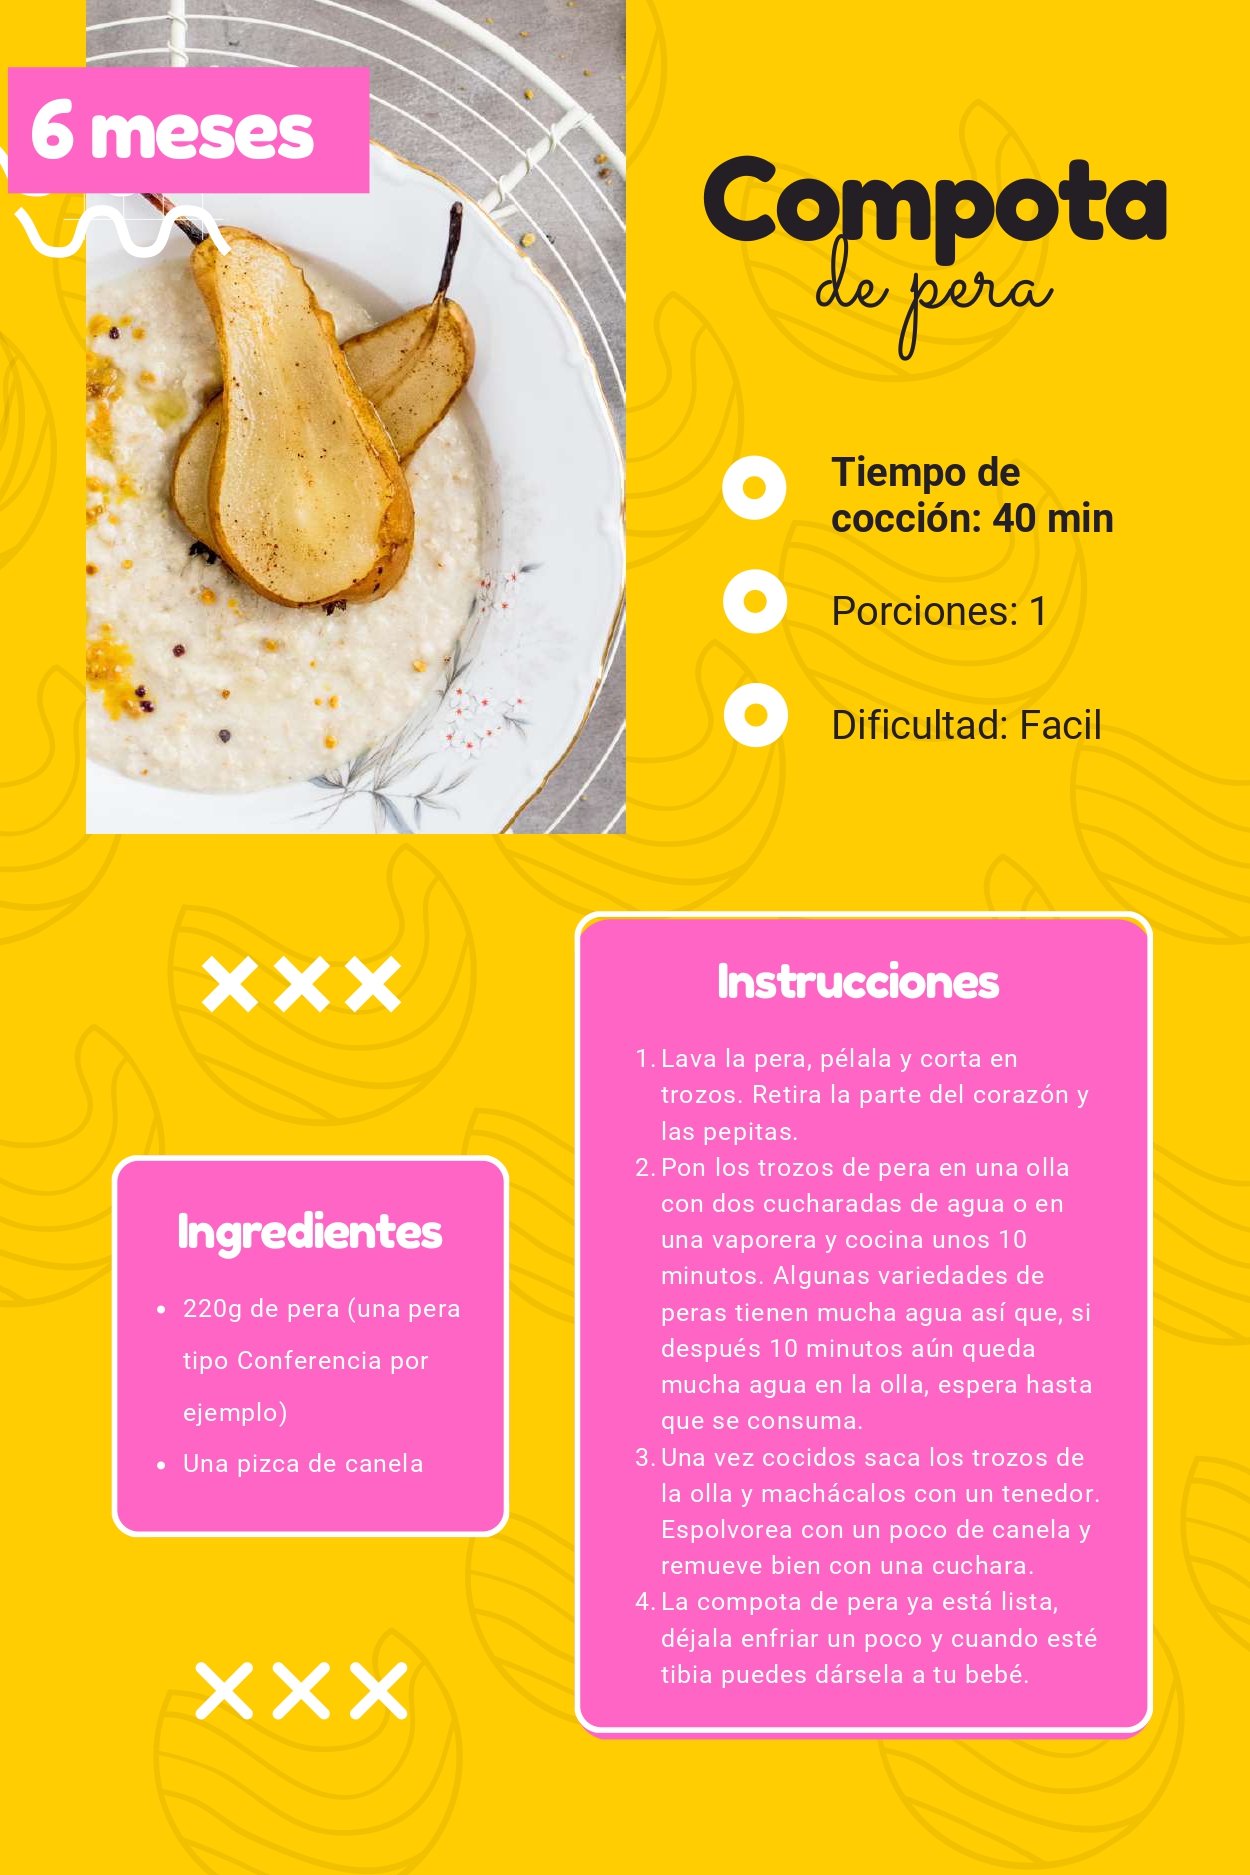 6 meses
Compota
de pera
Tiempo de
cocción: 40 min
Porciones: 1
Dificultad: Facil
Ingredientes
• 220g de pera (una pera
tipo Conferencia por
ejemplo)
• Una pizca de canela
Instrucciones
1. Lava la pera, pélala y corta en
trozos. Retira la parte del corazón y
las pepitas.
2. Pon los trozos de pera en una olla
con dos cucharadas de agua o en
una vaporera y cocina unos 10
minutos. Algunas variedades de
peras tienen mucha agua así que, si
después 10 minutos aún queda
mucha agua en la olla, espera hasta
que se consuma.
3. Una vez cocidos saca los trozos de
la olla y machácalos con un tenedor.
Espolvorea con un poco de canela y
remueve bien con una cuchara.
4. La compota de pera ya está lista,
déjala enfriar un poco y cuando esté
tibia puedes dársela a tu bebé.